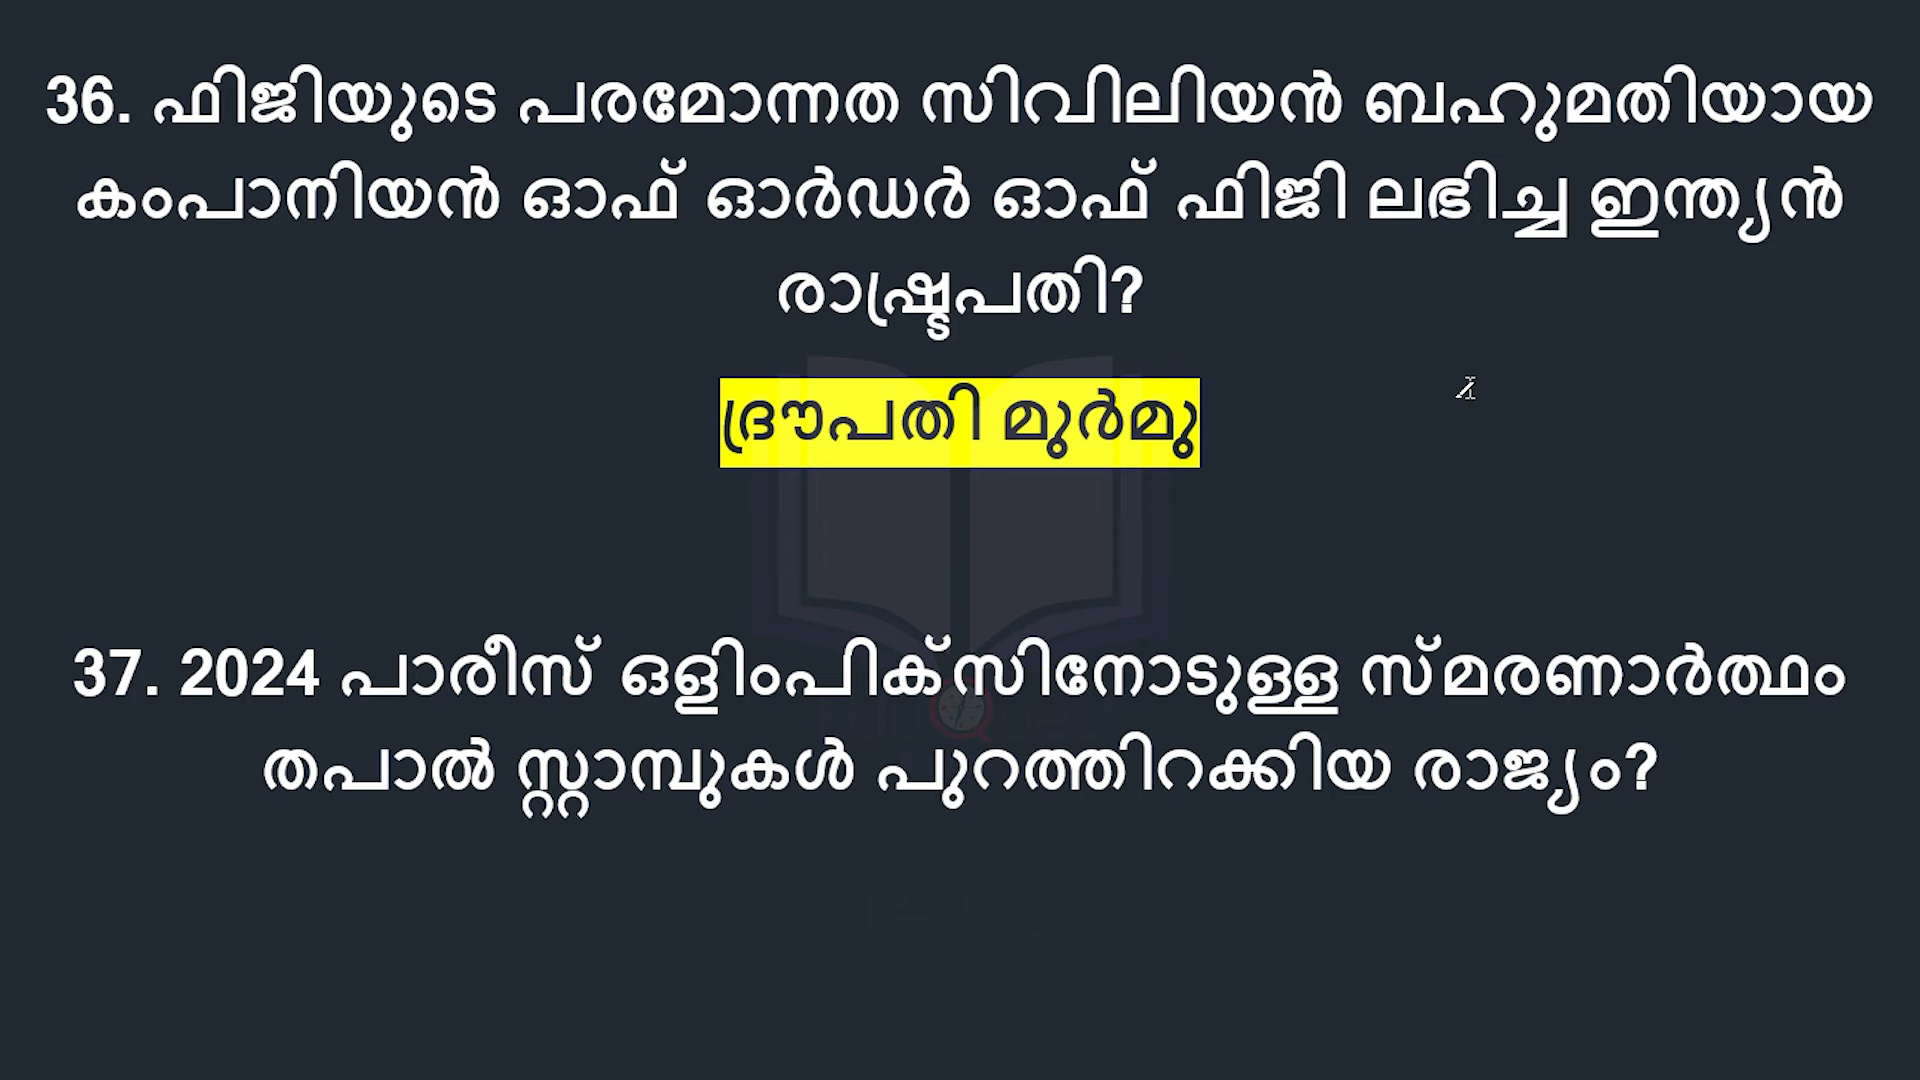 36. ഫിജിയുടെ പരമോന്നത സിവിലിയൻ ബഹുമതിയായ
കംപാനിയൻ ഓഫ് ഓർഡർ ഓഫ് ഫിജി ലഭിച്ച ഇന്ത്യൻ
രാഷ്ട്രപതി?
ദ്രൗപതി മുർമു
37. 2024 പാരീസ് ഒളിംപിക്സിനോടുള്ള സ്മരണാർത്ഥം
തപാൽ സ്റ്റാമ്പുകൾ പുറത്തിറക്കിയ രാജ്യം?